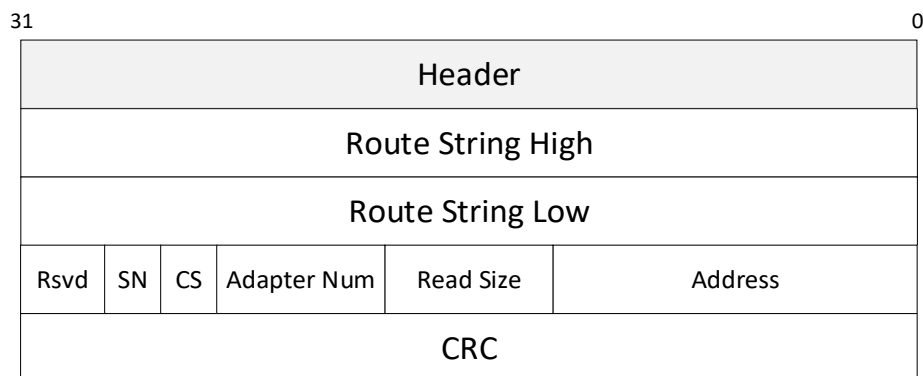 31 0
Header
Route String High
Route String Low
Rsvd SN CS Adapter Num Read Size Address
CRC